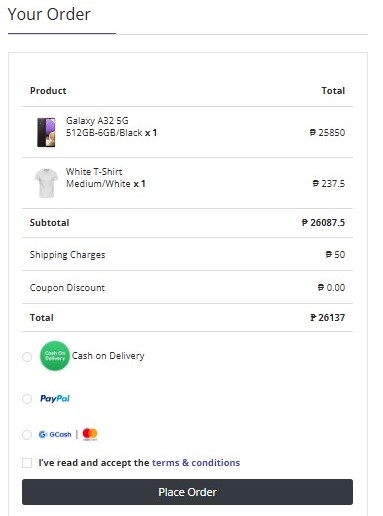 Your Order
Product Total
Galaxy A32 5G
512GB-6GB/Black x 1 ₱ 25850
White T-Shirt
Medium/White x 1 ₱ 237.5
Subtotal ₱ 26087.5
Shipping Charges ₱ 50
Coupon Discount ₱ 0.00
Total ₱ 26137
Cash On Delivery Cash on Delivery
PayPal
GCash |
I've read and accept the terms & conditions
Place Order